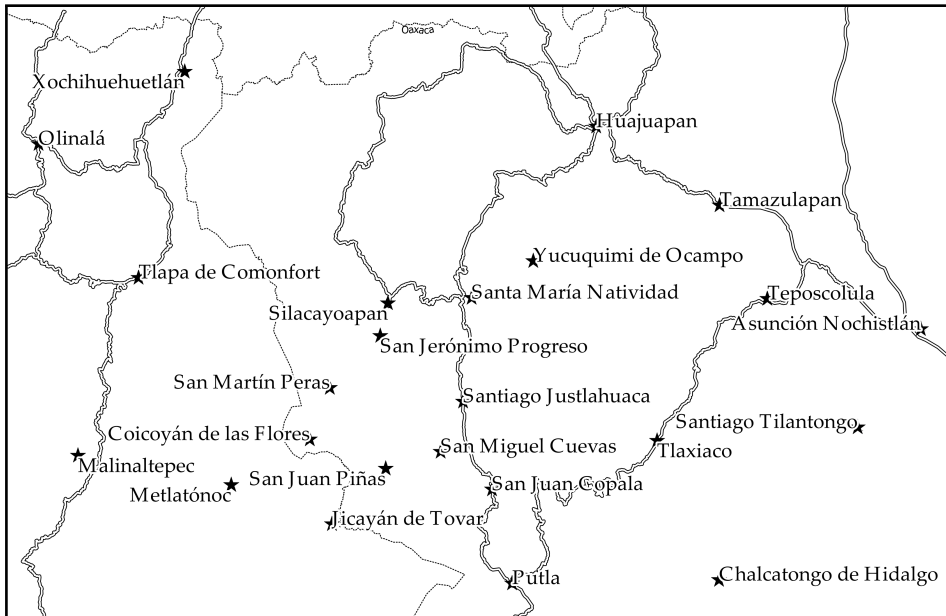 Oaxaca
Xochihuehuetlán
Huajuapan
Olinalá
Tamazulapan
Yucuquimi de Ocampo
Tlapa de Comonfort
Santa María Natividad
Teposcolula
Silacayoapan
Asunción Nochistlán
San Jerónimo Progreso
San Martín Peras
Santiago Justlahuaca
Santiago Tilantongo
Coicoyán de las Flores
San Miguel Cuevas
Tlaxiaco
Malinaltepec
San Juan Piñas
Metlatónoc
San Juan Copala
Jicayán de Tovar
Putla
Chalcatongo de Hidalgo